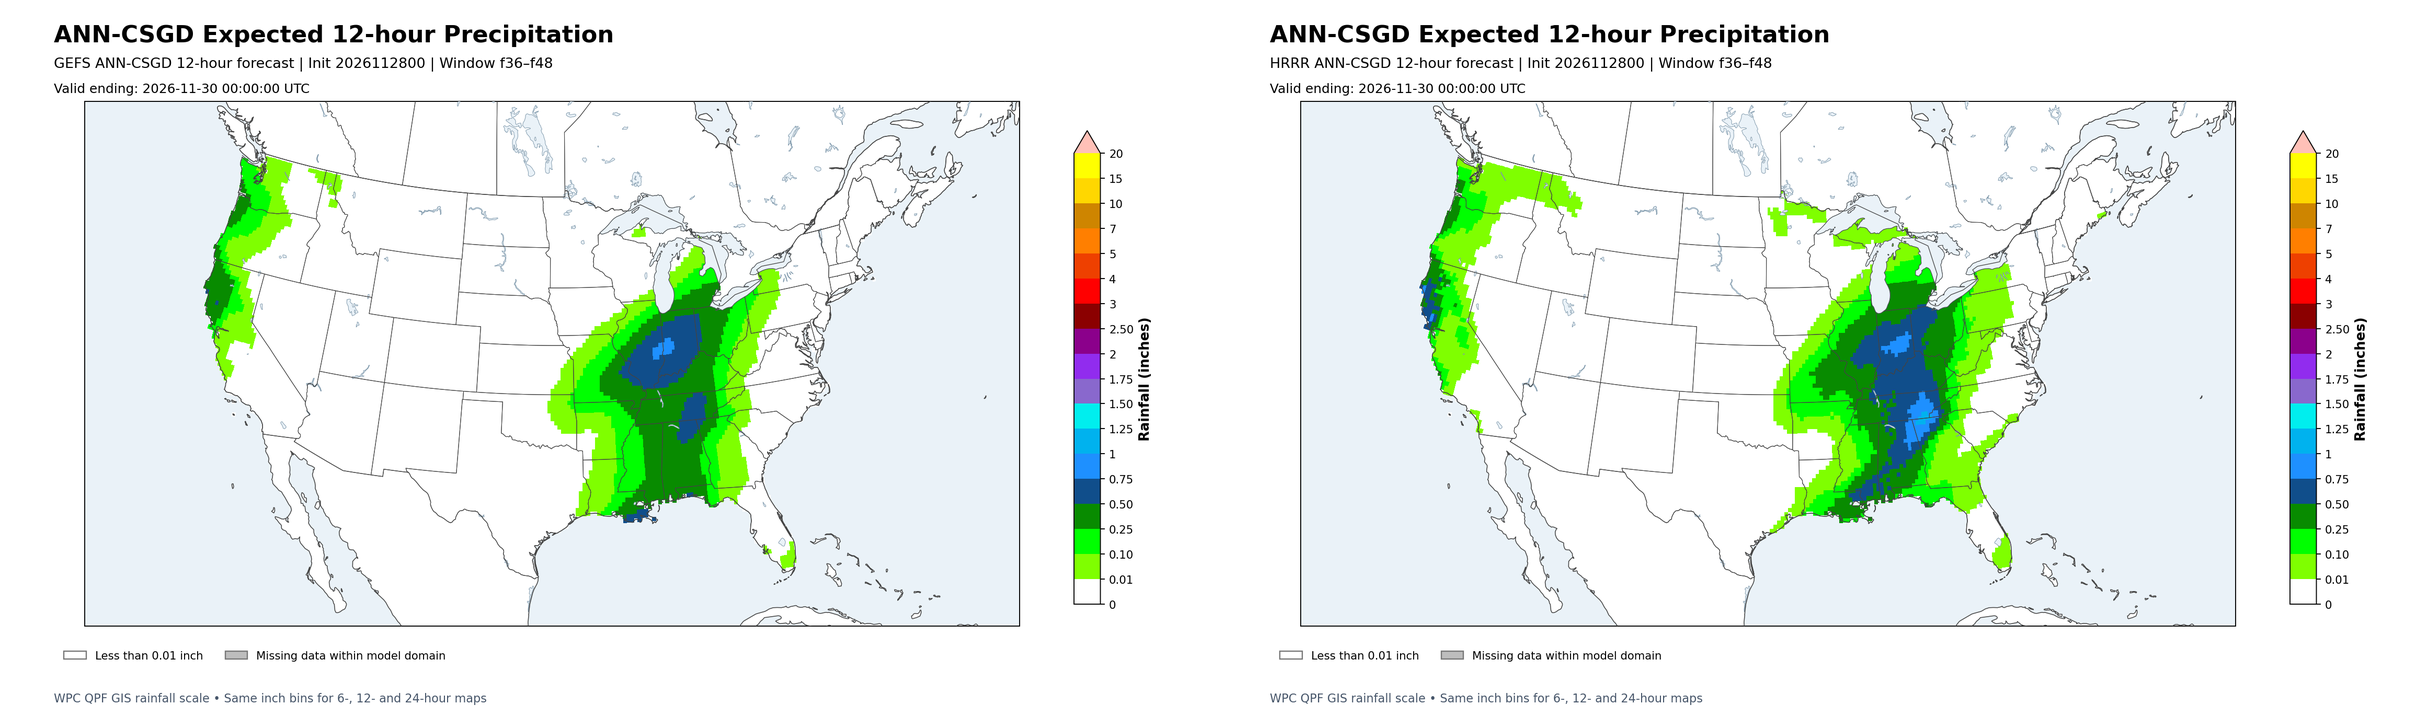 ANN-CSGD Expected 12-hour Precipitation
GEFS ANN-CSGD 12-hour forecast | Init 2026112800 | Window f36–f48
Valid ending: 2026-11-30 00:00:00 UTC
20
15
10
7
5
4
3
2.50
2
1.75
1.50
1.25
1
0.75
0.50
0.25
0.10
0.01
0
Rainfall (inches)
Less than 0.01 inch
Missing data within model domain
WPC QPF GIS rainfall scale • Same inch bins for 6-, 12- and 24-hour maps
ANN-CSGD Expected 12-hour Precipitation
HRRR ANN-CSGD 12-hour forecast | Init 2026112800 | Window f36–f48
Valid ending: 2026-11-30 00:00:00 UTC
20
15
10
7
5
4
3
2.50
2
1.75
1.50
1.25
1
0.75
0.50
0.25
0.10
0.01
0
Rainfall (inches)
Less than 0.01 inch
Missing data within model domain
WPC QPF GIS rainfall scale • Same inch bins for 6-, 12- and 24-hour maps